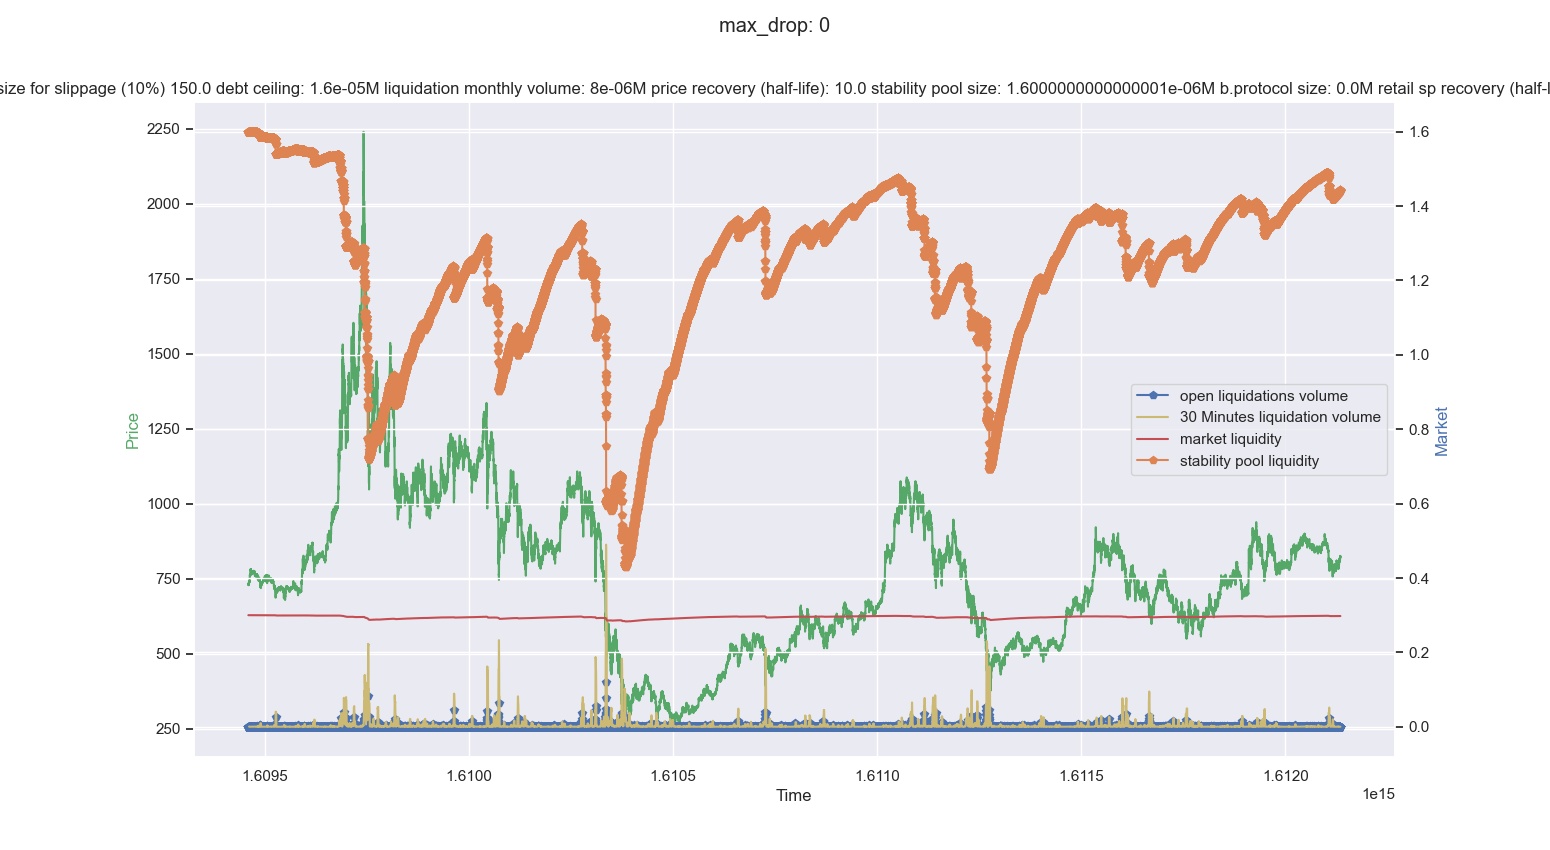 max_drop: 0
size for slippage (10%) 150.0 debt ceiling: 1.6e-05M liquidation monthly volume: 8e-06M price recovery (half-life): 10.0 stability pool size: 1.6000000000000001e-06M b.protocol size: 0.0M retail sp recovery (half-l
2250
2000
1750
1500
1250
1000
750
500
250
Price
1.6
1.4
1.2
1.0
0.8
0.6
0.4
0.2
0.0
Market
open liquidations volume
30 Minutes liquidation volume
market liquidity
stability pool liquidity
1.6095
1.6100
1.6105
1.6110
1.6115
1.6120
1e15
Time